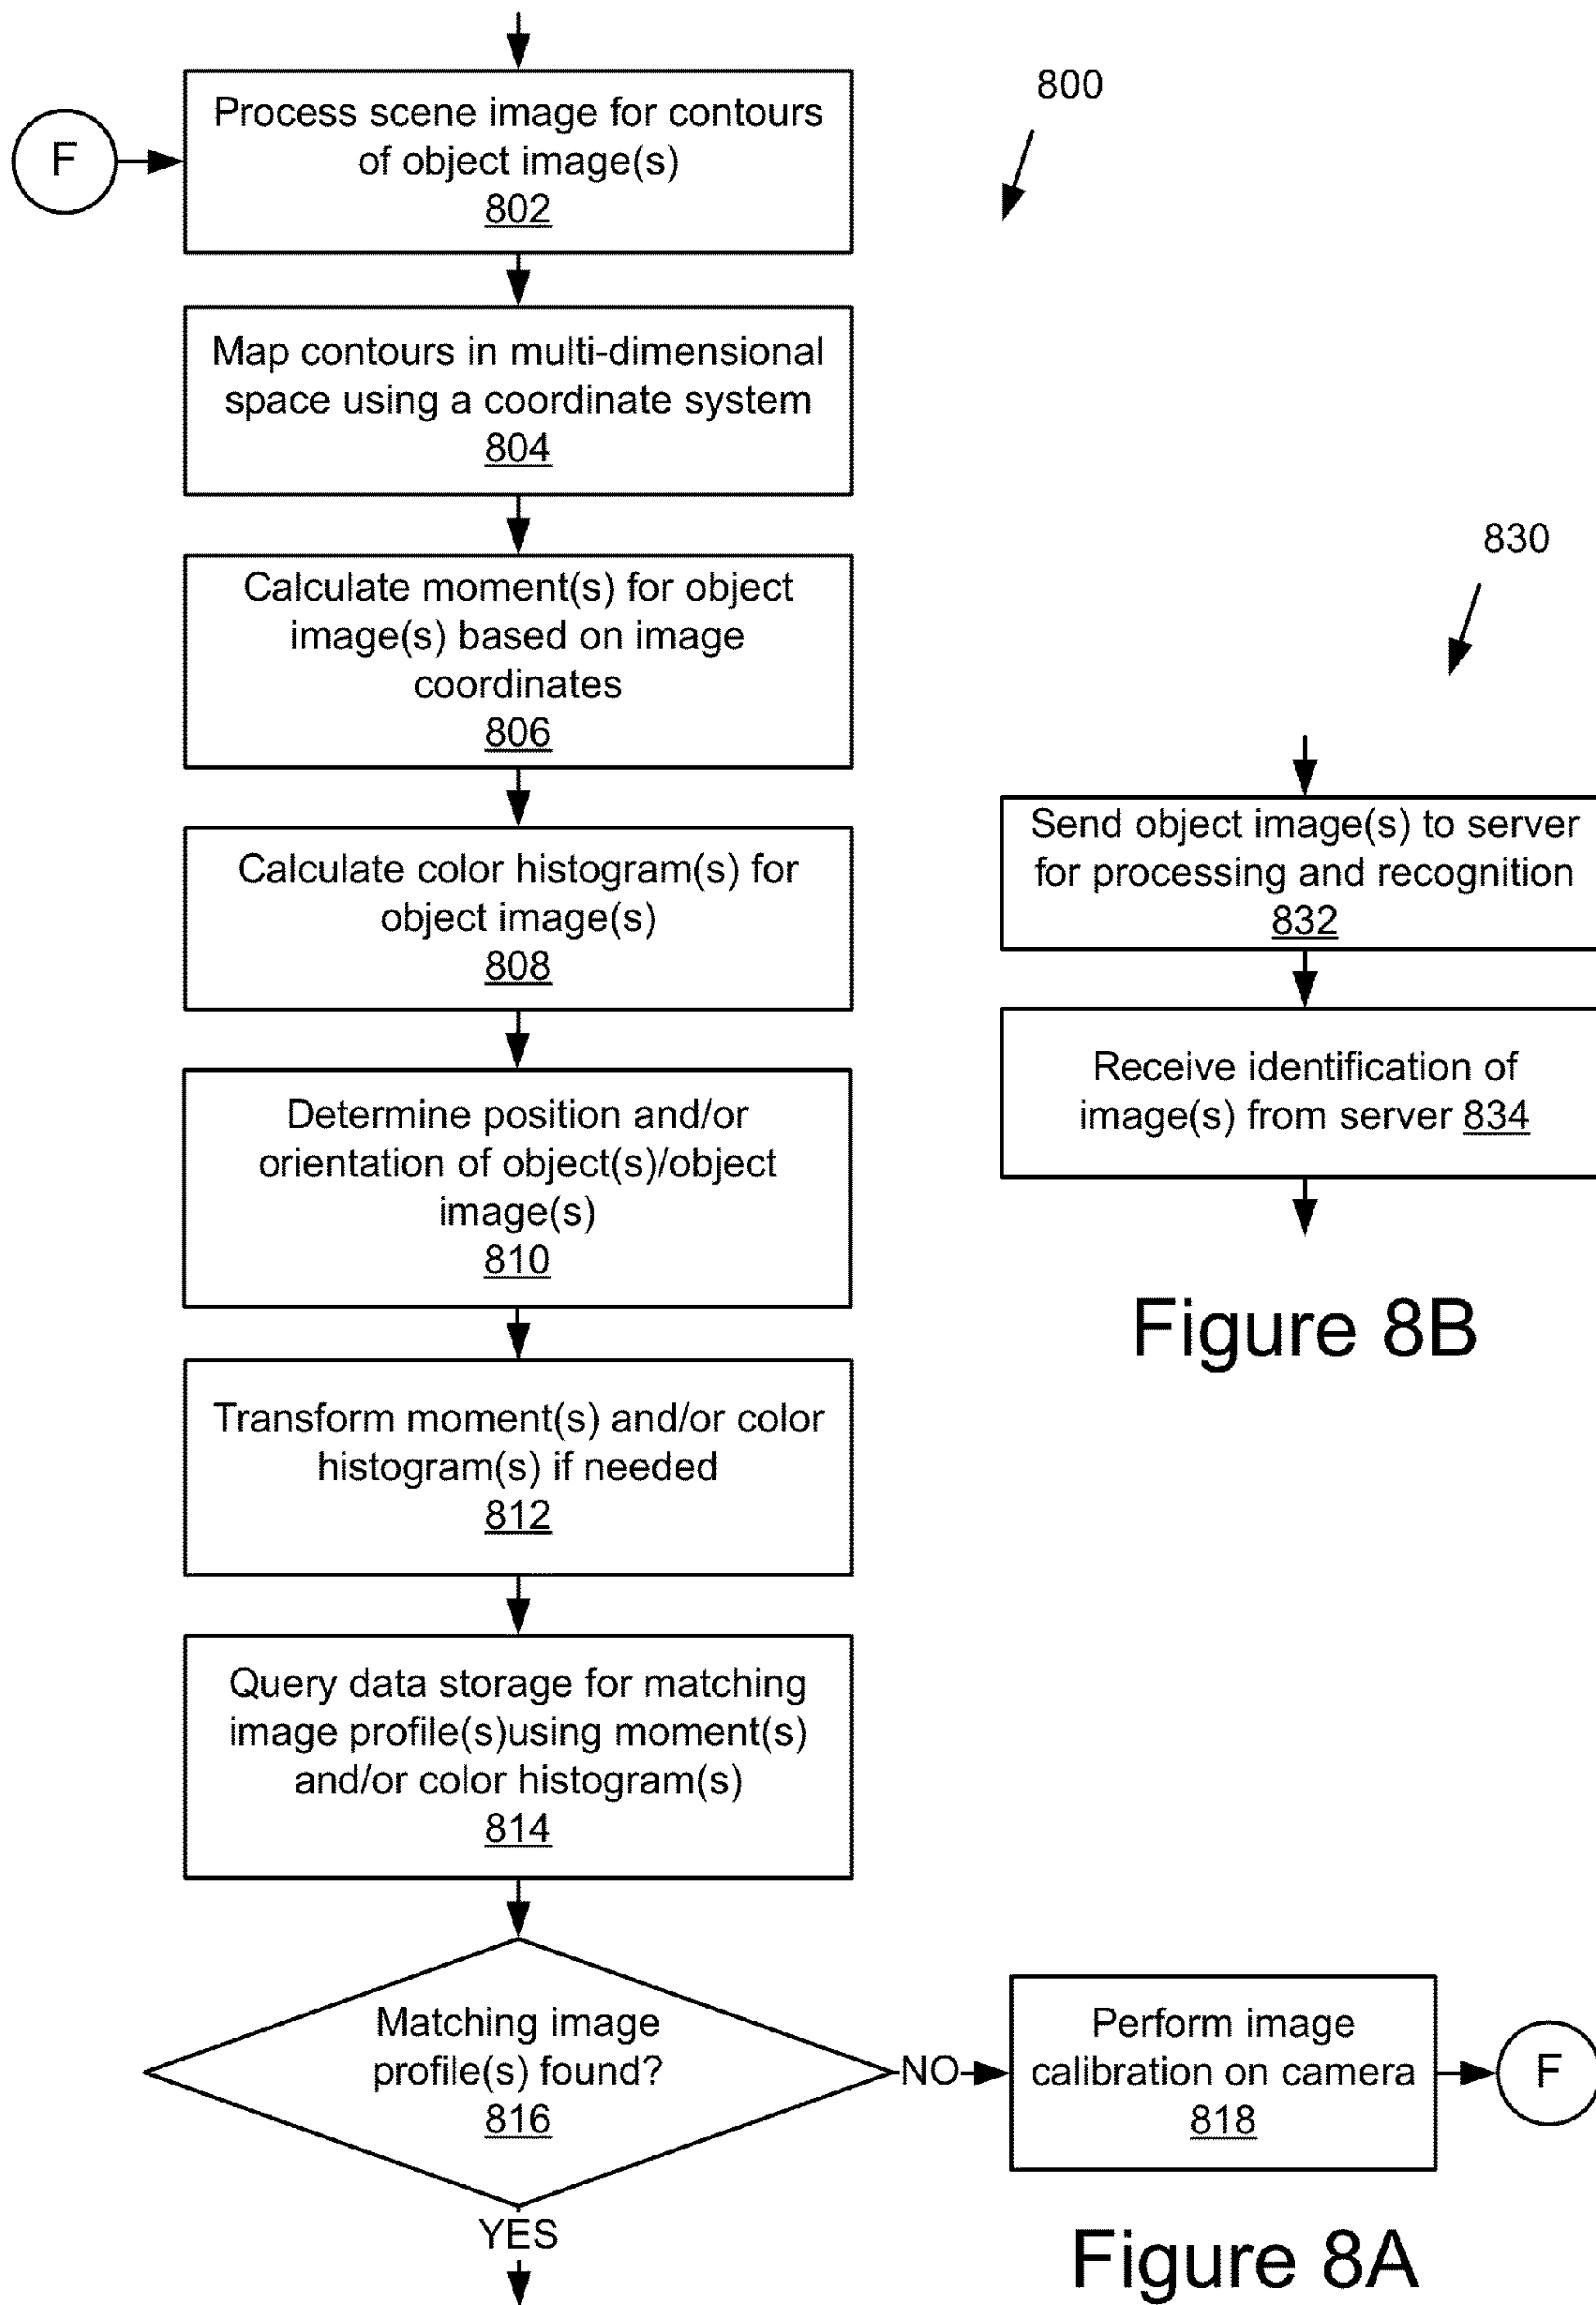 800
F
Process scene image for contours
of object image(s)
802
Map contours in multi-dimensional
space using a coordinate system
804
Calculate moment(s) for object
image(s) based on image
coordinates
806
Calculate color histogram(s) for
object image(s)
808
Determine position and/or
orientation of object(s)/object
image(s)
810
Transform moment(s) and/or color
histogram(s) if needed
812
Query data storage for matching
image profile(s)using moment(s)
and/or color histogram(s)
814
Matching image
profile(s) found?
816
NO
Perform image
calibration on camera
818
F
YES
Figure 8A
830
Send object image(s) to server
for processing and recognition
832
Receive identification of
image(s) from server 834
Figure 8B